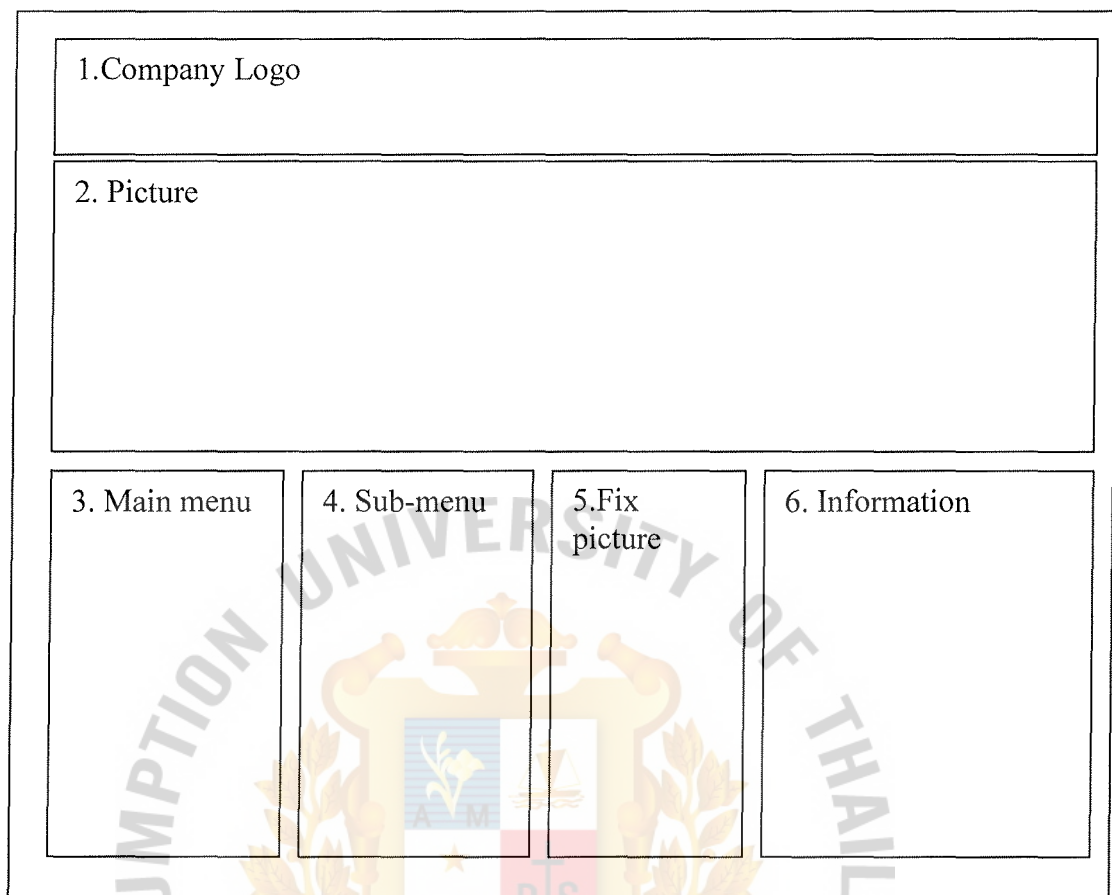 1.Company Logo
2. Picture
3. Main menu
4. Sub-menu
5.Fix
picture
6. Information
UMPTION UNIVERSITY OF THAIL
A M
D S